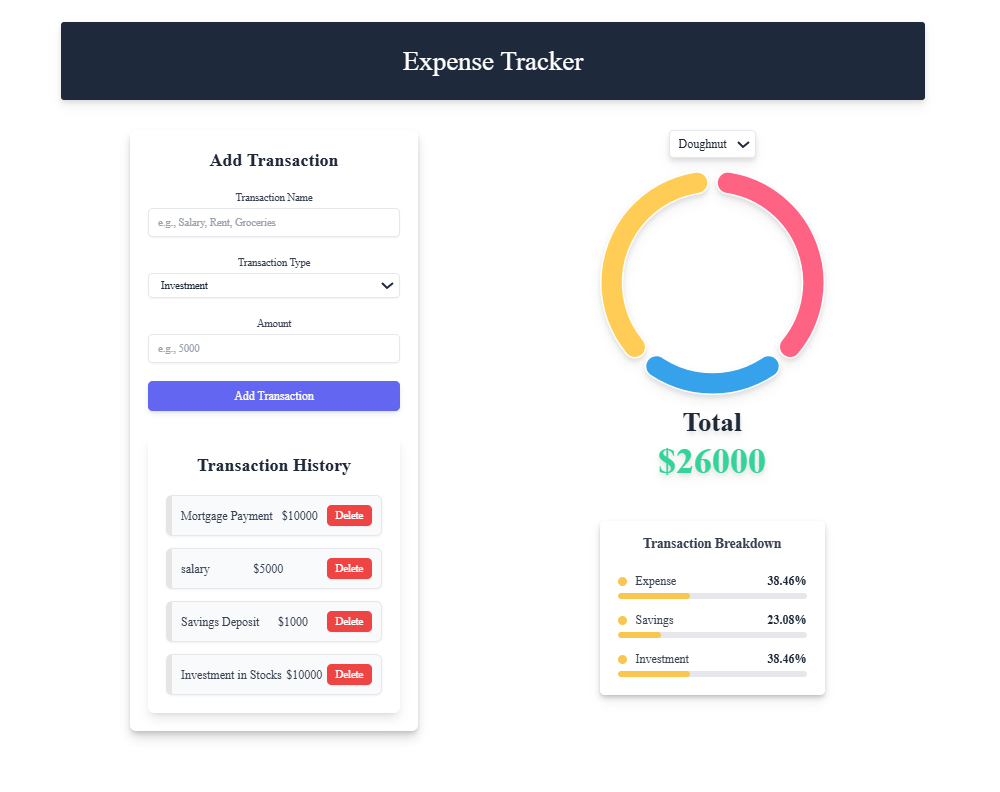 Expense Tracker
Add Transaction
Transaction Name
e.g., Salary, Rent, Groceries
Transaction Type
Investment
Amount
e.g., 5000
Add Transaction
Transaction History
Mortgage Payment $10000 Delete
salary $5000 Delete
Savings Deposit $1000 Delete
Investment in Stocks $10000 Delete
Doughnut
Total
$26000
Transaction Breakdown
Expense 38.46%
Savings 23.08%
Investment 38.46%